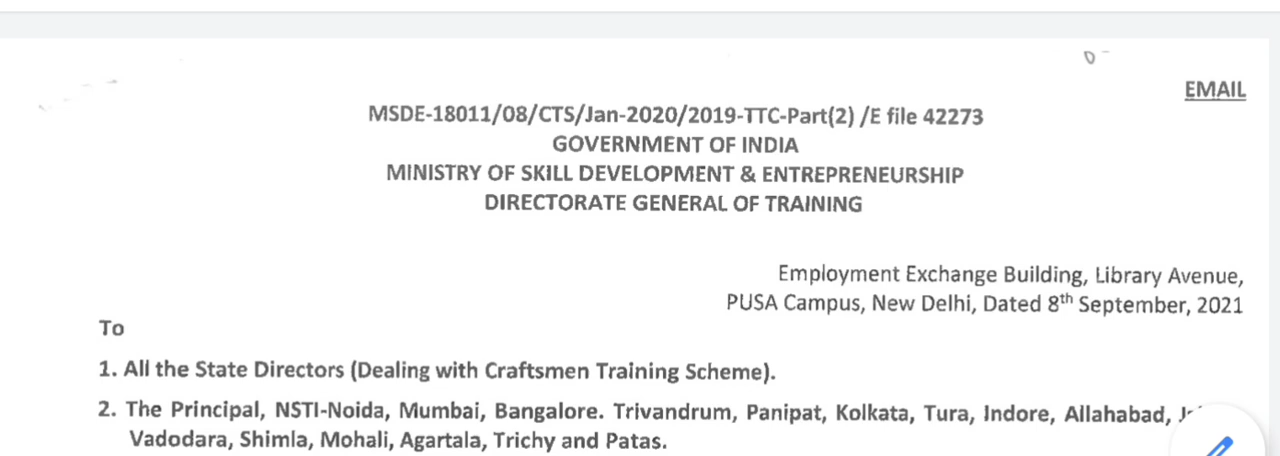 EMAIL
MSDE-18011/08/CTS/Jan-2020/2019-TTC-Part(2) /E file 42273
GOVERNMENT OF INDIA
MINISTRY OF SKILL DEVELOPMENT & ENTREPRENEURSHIP
DIRECTORATE GENERAL OF TRAINING
Employment Exchange Building, Library Avenue,
PUSA Campus, New Delhi, Dated 8th September, 2021
To
1. All the State Directors (Dealing with Craftsmen Training Scheme).
2. The Principal, NSTI-Noida, Mumbai, Bangalore. Trivandrum, Panipat, Kolkata, Tura, Indore, Allahabad,
Vadodara, Shimla, Mohali, Agartala, Trichy and Patas.